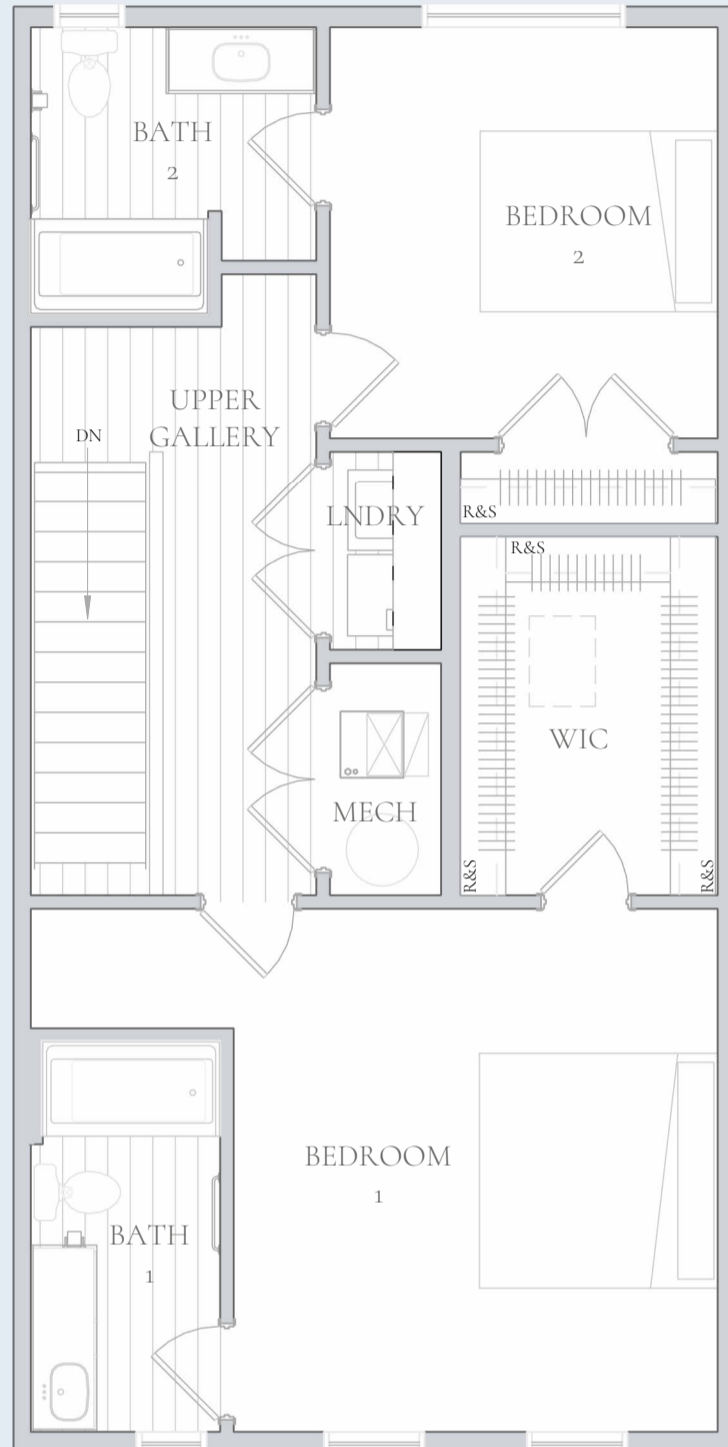 BATH
2
BEDROOM
2
UPPER
GALLERY
DN
LNDRY
R&S
R&S
WIC
MECH
R&S
R&S
BEDROOM
1
BATH
1